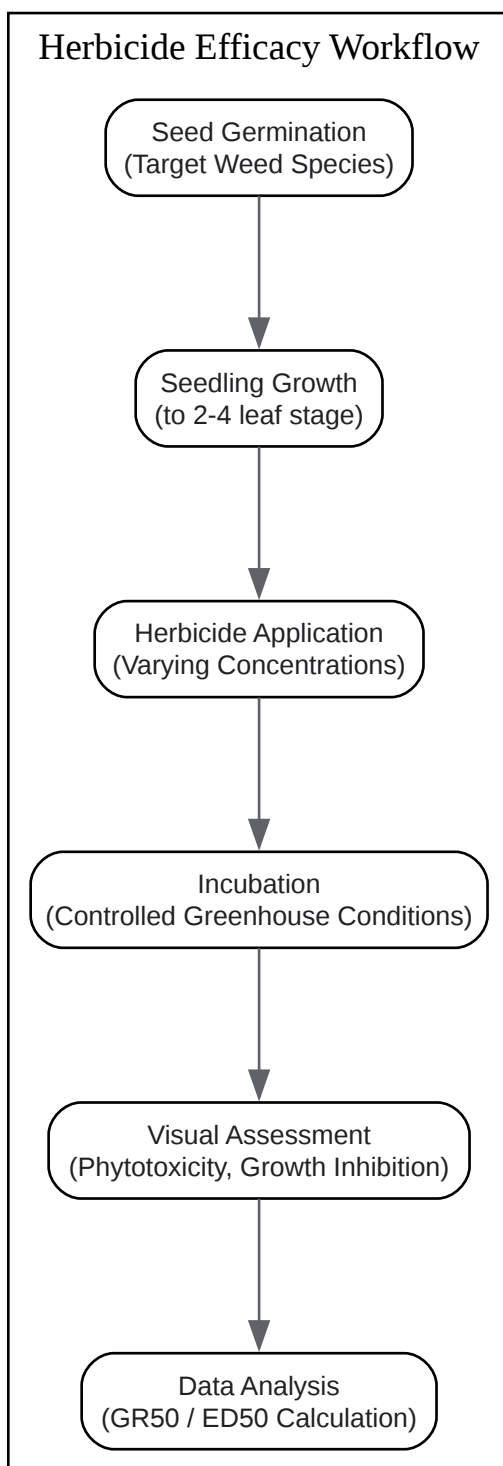 Herbicide Efficacy Workflow
Seed Germination
(Target Weed Species)
Seedling Growth
(to 2-4 leaf stage)
Herbicide Application
(Varying Concentrations)
Incubation
(Controlled Greenhouse Conditions)
Visual Assessment
(Phytotoxicity, Growth Inhibition)
Data Analysis
(GR50 / ED50 Calculation)